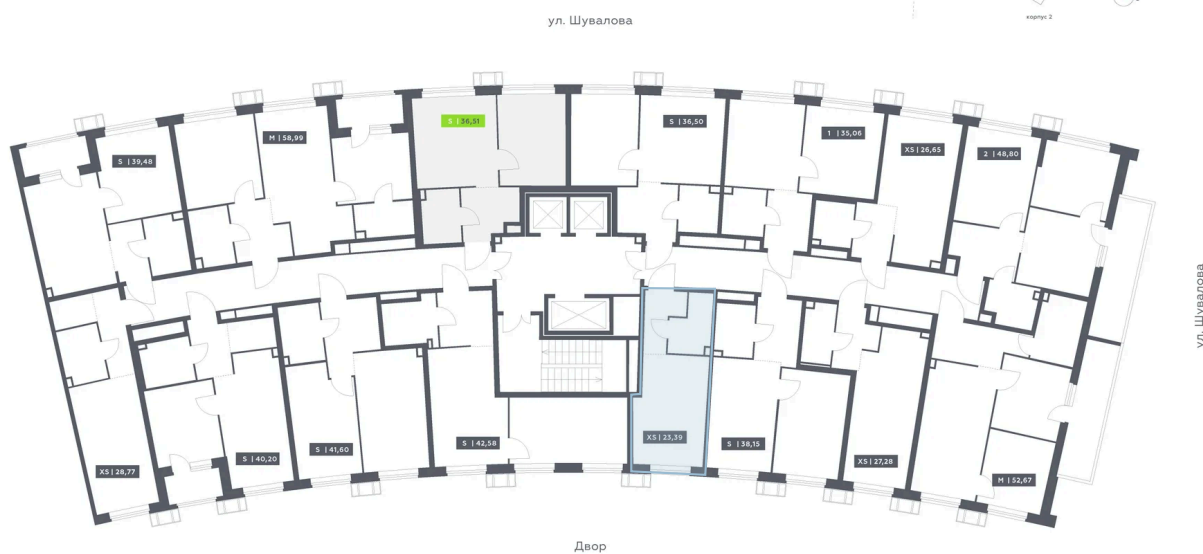 корпус 2
ул. Шувалова
S | 36,51
S | 36,50
M | 58,99
1 | 35,06
XS | 26,65
2 | 48,80
S | 39,48
ул. Шувалова
XS | 23,39
S | 42,58
S | 38,15
S | 41,60
S | 40,20
XS | 27,28
XS | 28,77
M | 52,67
Двор